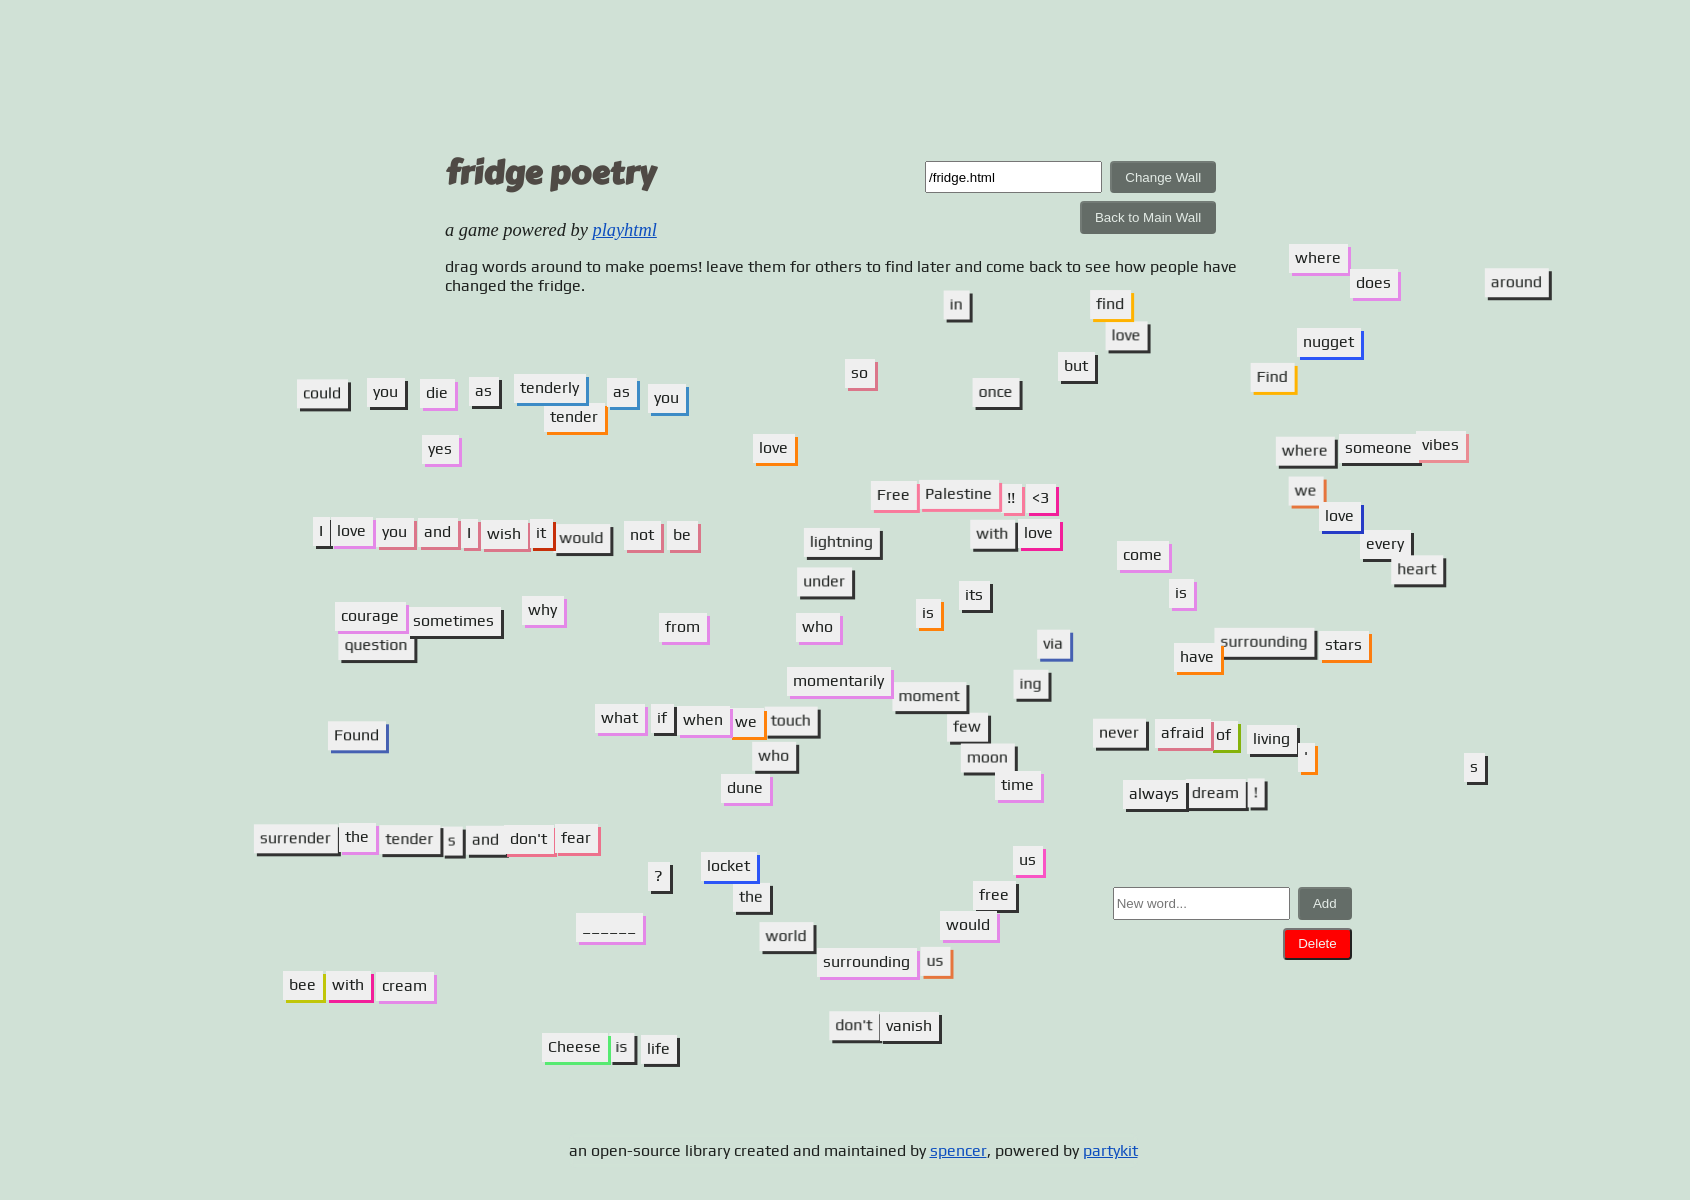 fridge poetry
/fridge.html
Change Wall
Back to Main Wall
a game powered by playhtml
drag words around to make poems! leave them for others to find later and come back to see how people have
changed the fridge.
where
does
around
in
find
love
nugget
but
so
once
Find
could you die as tenderly as you
tender
yes
love
where someone vibes
we
love
every
heart
Free Palestine !! <3
with love
I love you and I wish it would not be
lightning
under
come
is
its
is
courage sometimes
question
why
from
who
via
ing
surrounding stars
have
momentarily
moment
few
moon
time
what if when we touch
who
dune
Found
never afraid of living
'
s
always dream !
surrender the tender s and don't fear
?
locket
the
world
surrounding us
would
free
us
______
New word...
Add
Delete
bee with cream
don't vanish
Cheese is life
an open-source library created and maintained by spencer, powered by partykit